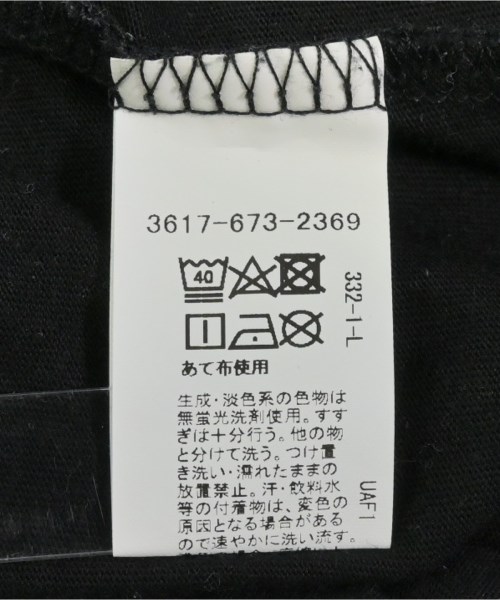 3617-673-2369
40
332-1-L
あて布使用
生成・淡色系の色物は
無蛍光洗剤使用。すす
ぎは十分行う。他の物
と分けて洗う。つけ置
き洗い・濡れたままの
放置禁止。汗・飲料水
等の付着物は、変色の
原因となる場合がある
ので速やかに洗い流す。
UAF1